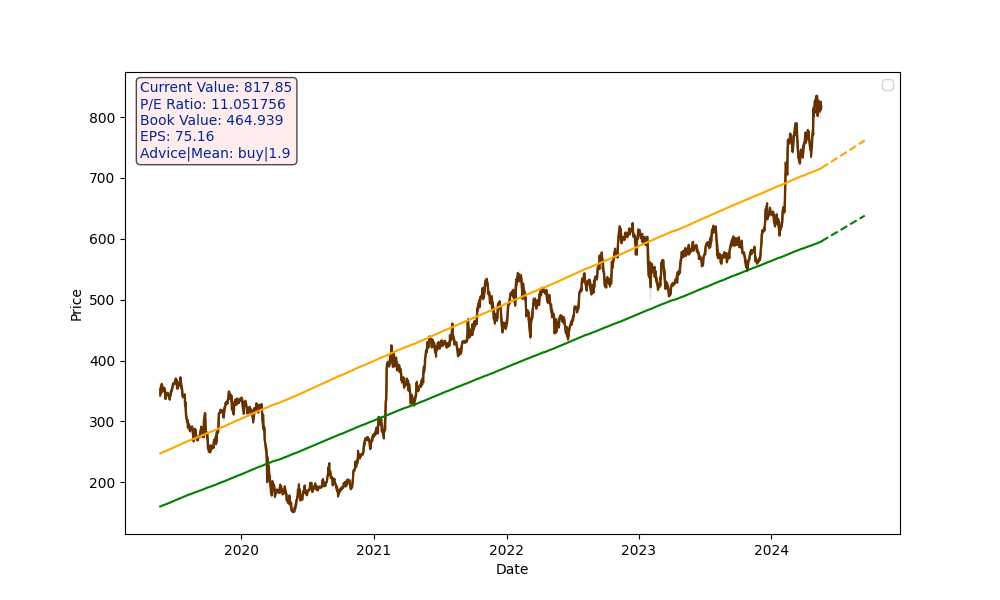 Current Value: 817.85
P/E Ratio: 11.051756
Book Value: 464.939
EPS: 75.16
Advice|Mean: buy|1.9
Price
800
700
600
500
400
300
200
2020 2021 2022 2023 2024
Date